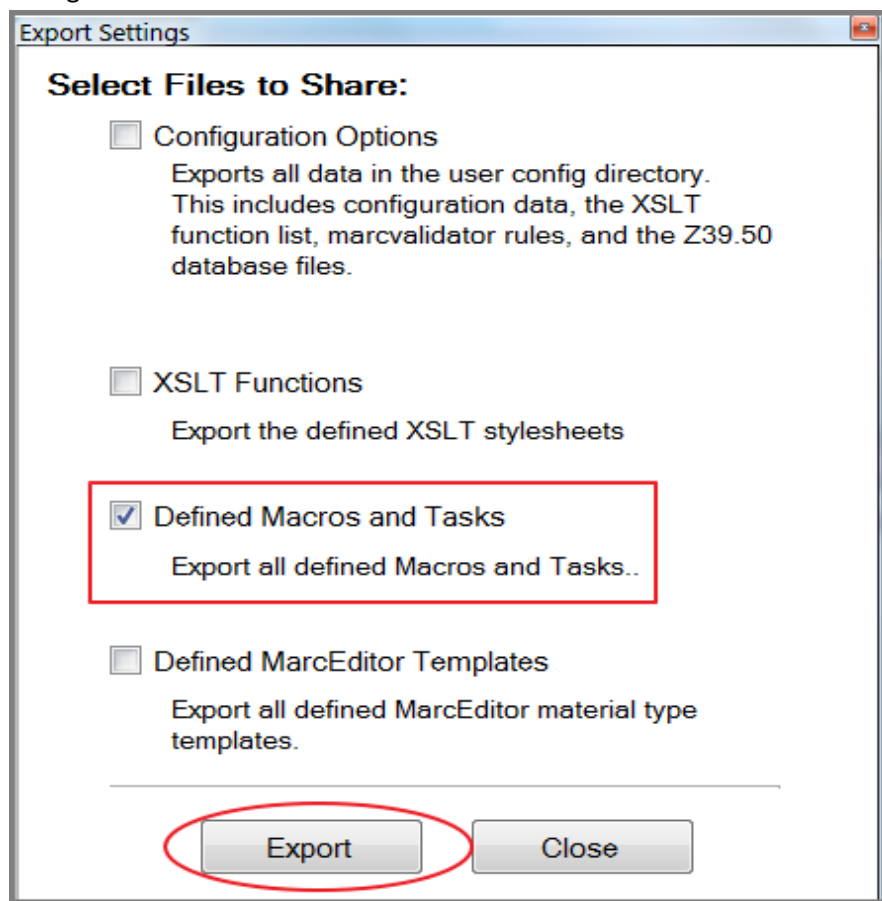 Export Settings
Select Files to Share:
Configuration Options
Exports all data in the user config directory.
This includes configuration data, the XSLT
function list, marcvalidator rules, and the Z39.50
database files.
XSLT Functions
Export the defined XSLT stylesheets
Defined Macros and Tasks
Export all defined Macros and Tasks..
Defined MarcEditor Templates
Export all defined MarcEditor material type
templates.
Export Close